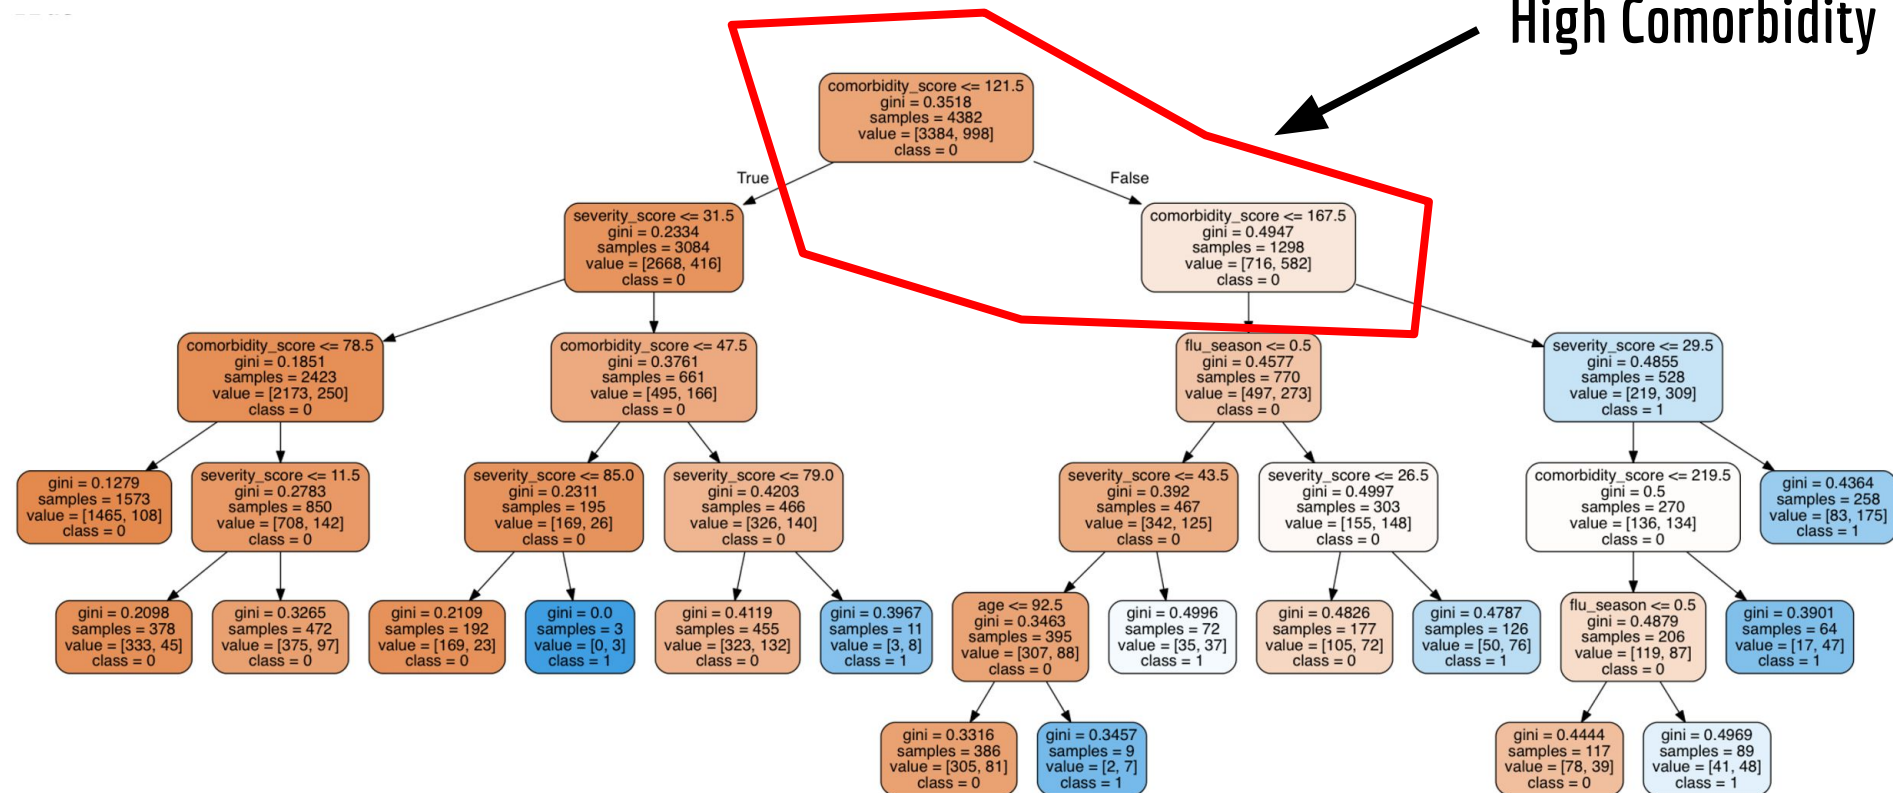 High Comorbidity
comorbidity_score <= 121.5
gini = 0.3518
samples = 4382
value = [3384, 998]
class = 0
True
False
severity_score <= 31.5
gini = 0.2334
samples = 3084
value = [2668, 416]
class = 0
comorbidity_score <= 167.5
gini = 0.4947
samples = 1298
value = [716, 582]
class = 0
comorbidity_score <= 78.5
gini = 0.1851
samples = 2423
value = [2173, 250]
class = 0
comorbidity_score <= 47.5
gini = 0.3761
samples = 661
value = [495, 166]
class = 0
flu_season <= 0.5
gini = 0.4577
samples = 770
value = [497, 273]
class = 0
severity_score <= 29.5
gini = 0.4855
samples = 528
value = [219, 309]
class = 1
gini = 0.1279
samples = 1573
value = [1465, 108]
class = 0
severity_score <= 11.5
gini = 0.2783
samples = 850
value = [708, 142]
class = 0
severity_score <= 85.0
gini = 0.2311
samples = 195
value = [169, 26]
class = 0
severity_score <= 79.0
gini = 0.4203
samples = 466
value = [326, 140]
class = 0
severity_score <= 43.5
gini = 0.392
samples = 467
value = [342, 125]
class = 0
severity_score <= 26.5
gini = 0.4997
samples = 303
value = [155, 148]
class = 0
comorbidity_score <= 219.5
gini = 0.5
samples = 270
value = [136, 134]
class = 0
gini = 0.4364
samples = 258
value = [83, 175]
class = 1
gini = 0.2098
samples = 378
value = [333, 45]
class = 0
gini = 0.3265
samples = 472
value = [375, 97]
class = 0
gini = 0.2109
samples = 192
value = [169, 23]
class = 0
gini = 0.0
samples = 3
value = [0, 3]
class = 1
gini = 0.4119
samples = 455
value = [323, 132]
class = 0
gini = 0.3967
samples = 11
value = [3, 8]
class = 1
age <= 92.5
gini = 0.3463
samples = 395
value = [307, 88]
class = 0
gini = 0.4996
samples = 72
value = [35, 37]
class = 1
gini = 0.4826
samples = 177
value = [105, 72]
class = 0
gini = 0.4787
samples = 126
value = [50, 76]
class = 1
flu_season <= 0.5
gini = 0.4879
samples = 206
value = [119, 87]
class = 0
gini = 0.3901
samples = 64
value = [17, 47]
class = 1
gini = 0.3316
samples = 386
value = [305, 81]
class = 0
gini = 0.3457
samples = 9
value = [2, 7]
class = 1
gini = 0.4444
samples = 117
value = [78, 39]
class = 0
gini = 0.4969
samples = 89
value = [41, 48]
class = 1